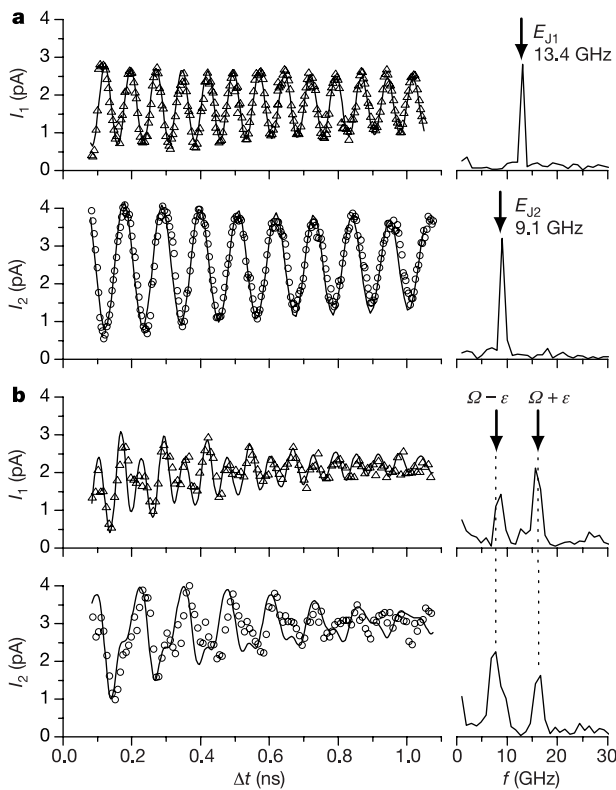 a
I1 (pA)
4
3
2
1
0
EJ1
13.4 GHz
I2 (pA)
4
3
2
1
0
EJ2
9.1 GHz
b
I1 (pA)
4
3
2
1
0
Ω – ε Ω + ε
I2 (pA)
4
3
2
1
0
0.0 0.2 0.4 0.6 0.8 1.0 0 10 20 30
Δt (ns) f (GHz)